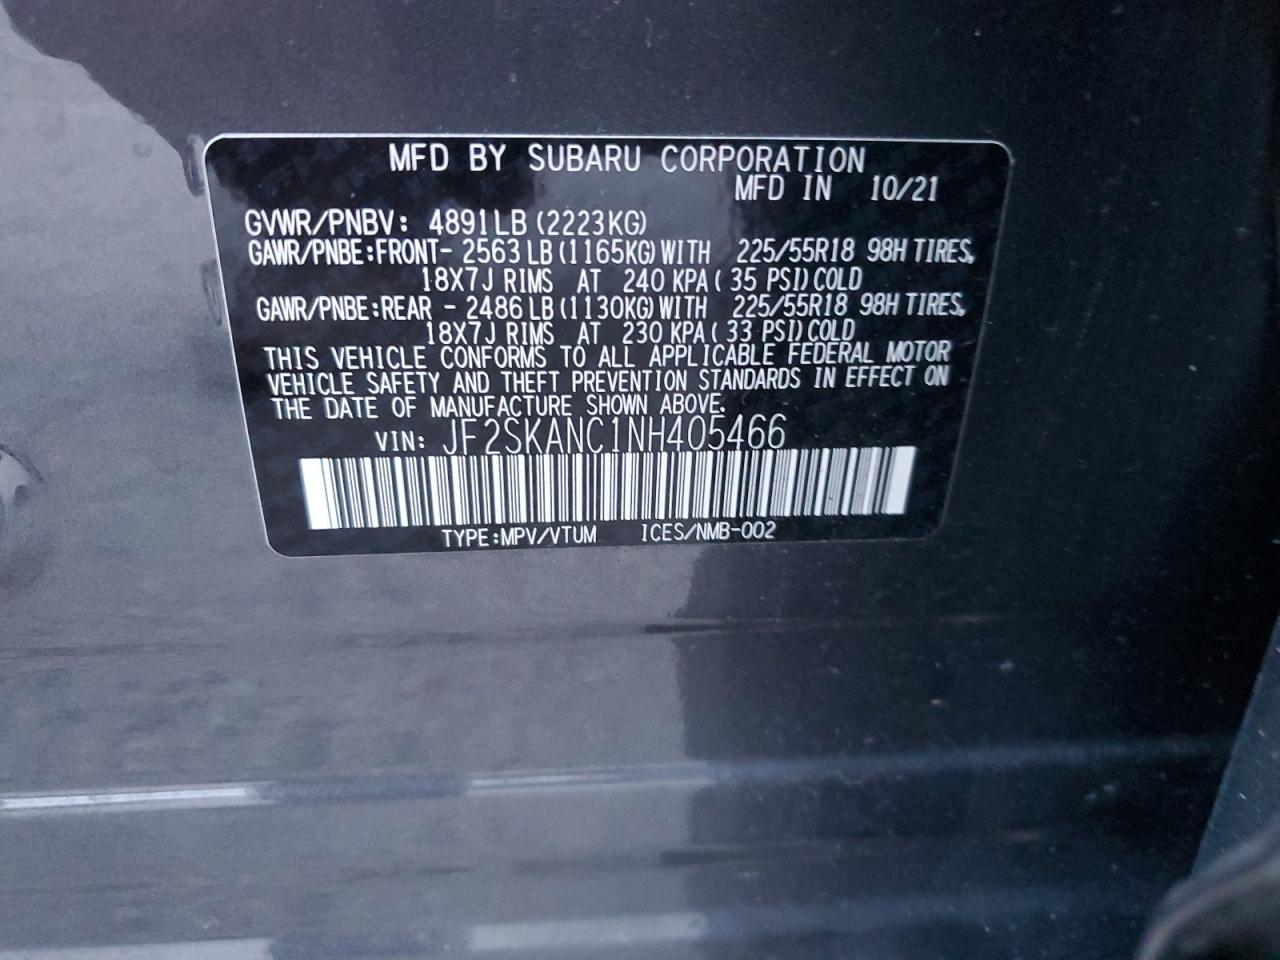 MFD BY SUBARU CORPORATION
MFD IN 10/21
GVWR/PNBV: 4891LB (2223KG)
GAWR/PNBE:FRONT- 2563LB (1165KG) WITH 225/55R18 98H TIRES,
18X7J RIMS AT 240 KPA( 35 PSI) COLD
GAWR/PNBE:REAR - 2486LB (1130KG) WITH 225/55R18 98H TIRES,
18X7J RIMS AT 230 KPA( 33 PSI) COLD
THIS VEHICLE CONFORMS TO ALL APPLICABLE FEDERAL MOTOR
VEHICLE SAFETY AND THEFT PREVENTION STANDARDS IN EFFECT ON
THE DATE OF MANUFACTURE SHOWN ABOVE.
VIN: JF2SKANC1NH405466
TYPE:MPV/VTUM ICES/NMB-002